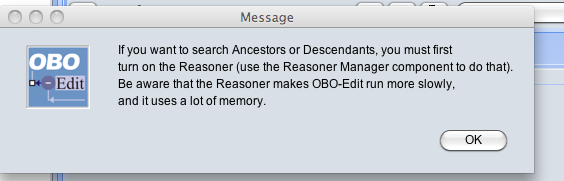 Message
If you want to search Ancestors or Descendants, you must first
turn on the Reasoner (use the Reasoner Manager component to do that).
Be aware that the Reasoner makes OBO-Edit run more slowly,
and it uses a lot of memory.
OBO
Edit
OK